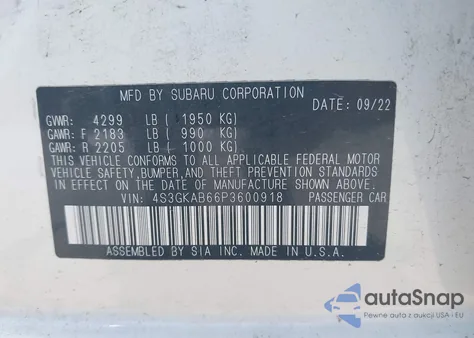 MFD BY SUBARU CORPORATION
DATE: 09/22
GVWR: 4299 LB ( 1950 KG)
GAWR: F 2183 LB ( 990 KG)
GAWR: R 2205 LB ( 1000 KG)
THIS VEHICLE CONFORMS TO ALL APPLICABLE FEDERAL MOTOR
VEHICLE SAFETY, BUMPER, AND THEFT PREVENTION STANDARDS
IN EFFECT ON THE DATE OF MANUFACTURE SHOWN ABOVE.
VIN: 4S3GKAB66P3600918 PASSENGER CAR
ASSEMBLED BY SIA INC. MADE IN U.S.A.
autoSnap
Pewne auta z aukcji USA - EU